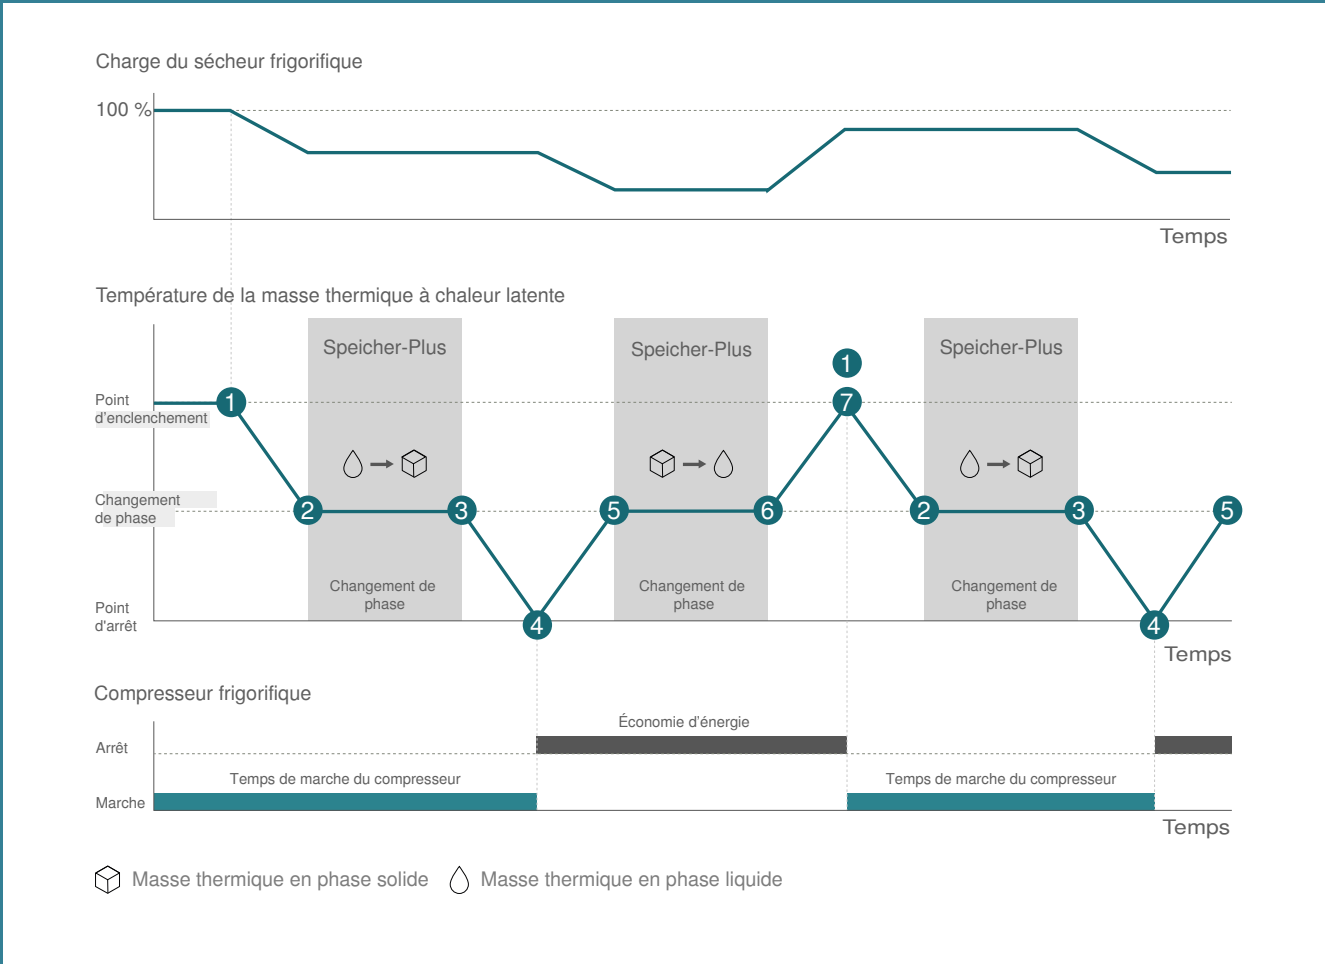 Charge du sécheur frigorifique
100 %
Temps
Température de la masse thermique à chaleur latente
Speicher-Plus
Speicher-Plus
Speicher-Plus
1
Point
d'enclenchement
1
7
Changement
de phase
2
3
5
6
2
3
5
Changement de
phase
Changement de
phase
Changement de
phase
Point
d'arrêt
4
4
Temps
Compresseur frigorifique
Économie d'énergie
Arrêt
Temps de marche du compresseur
Temps de marche du compresseur
Marche
Temps
Masse thermique en phase solide
Masse thermique en phase liquide